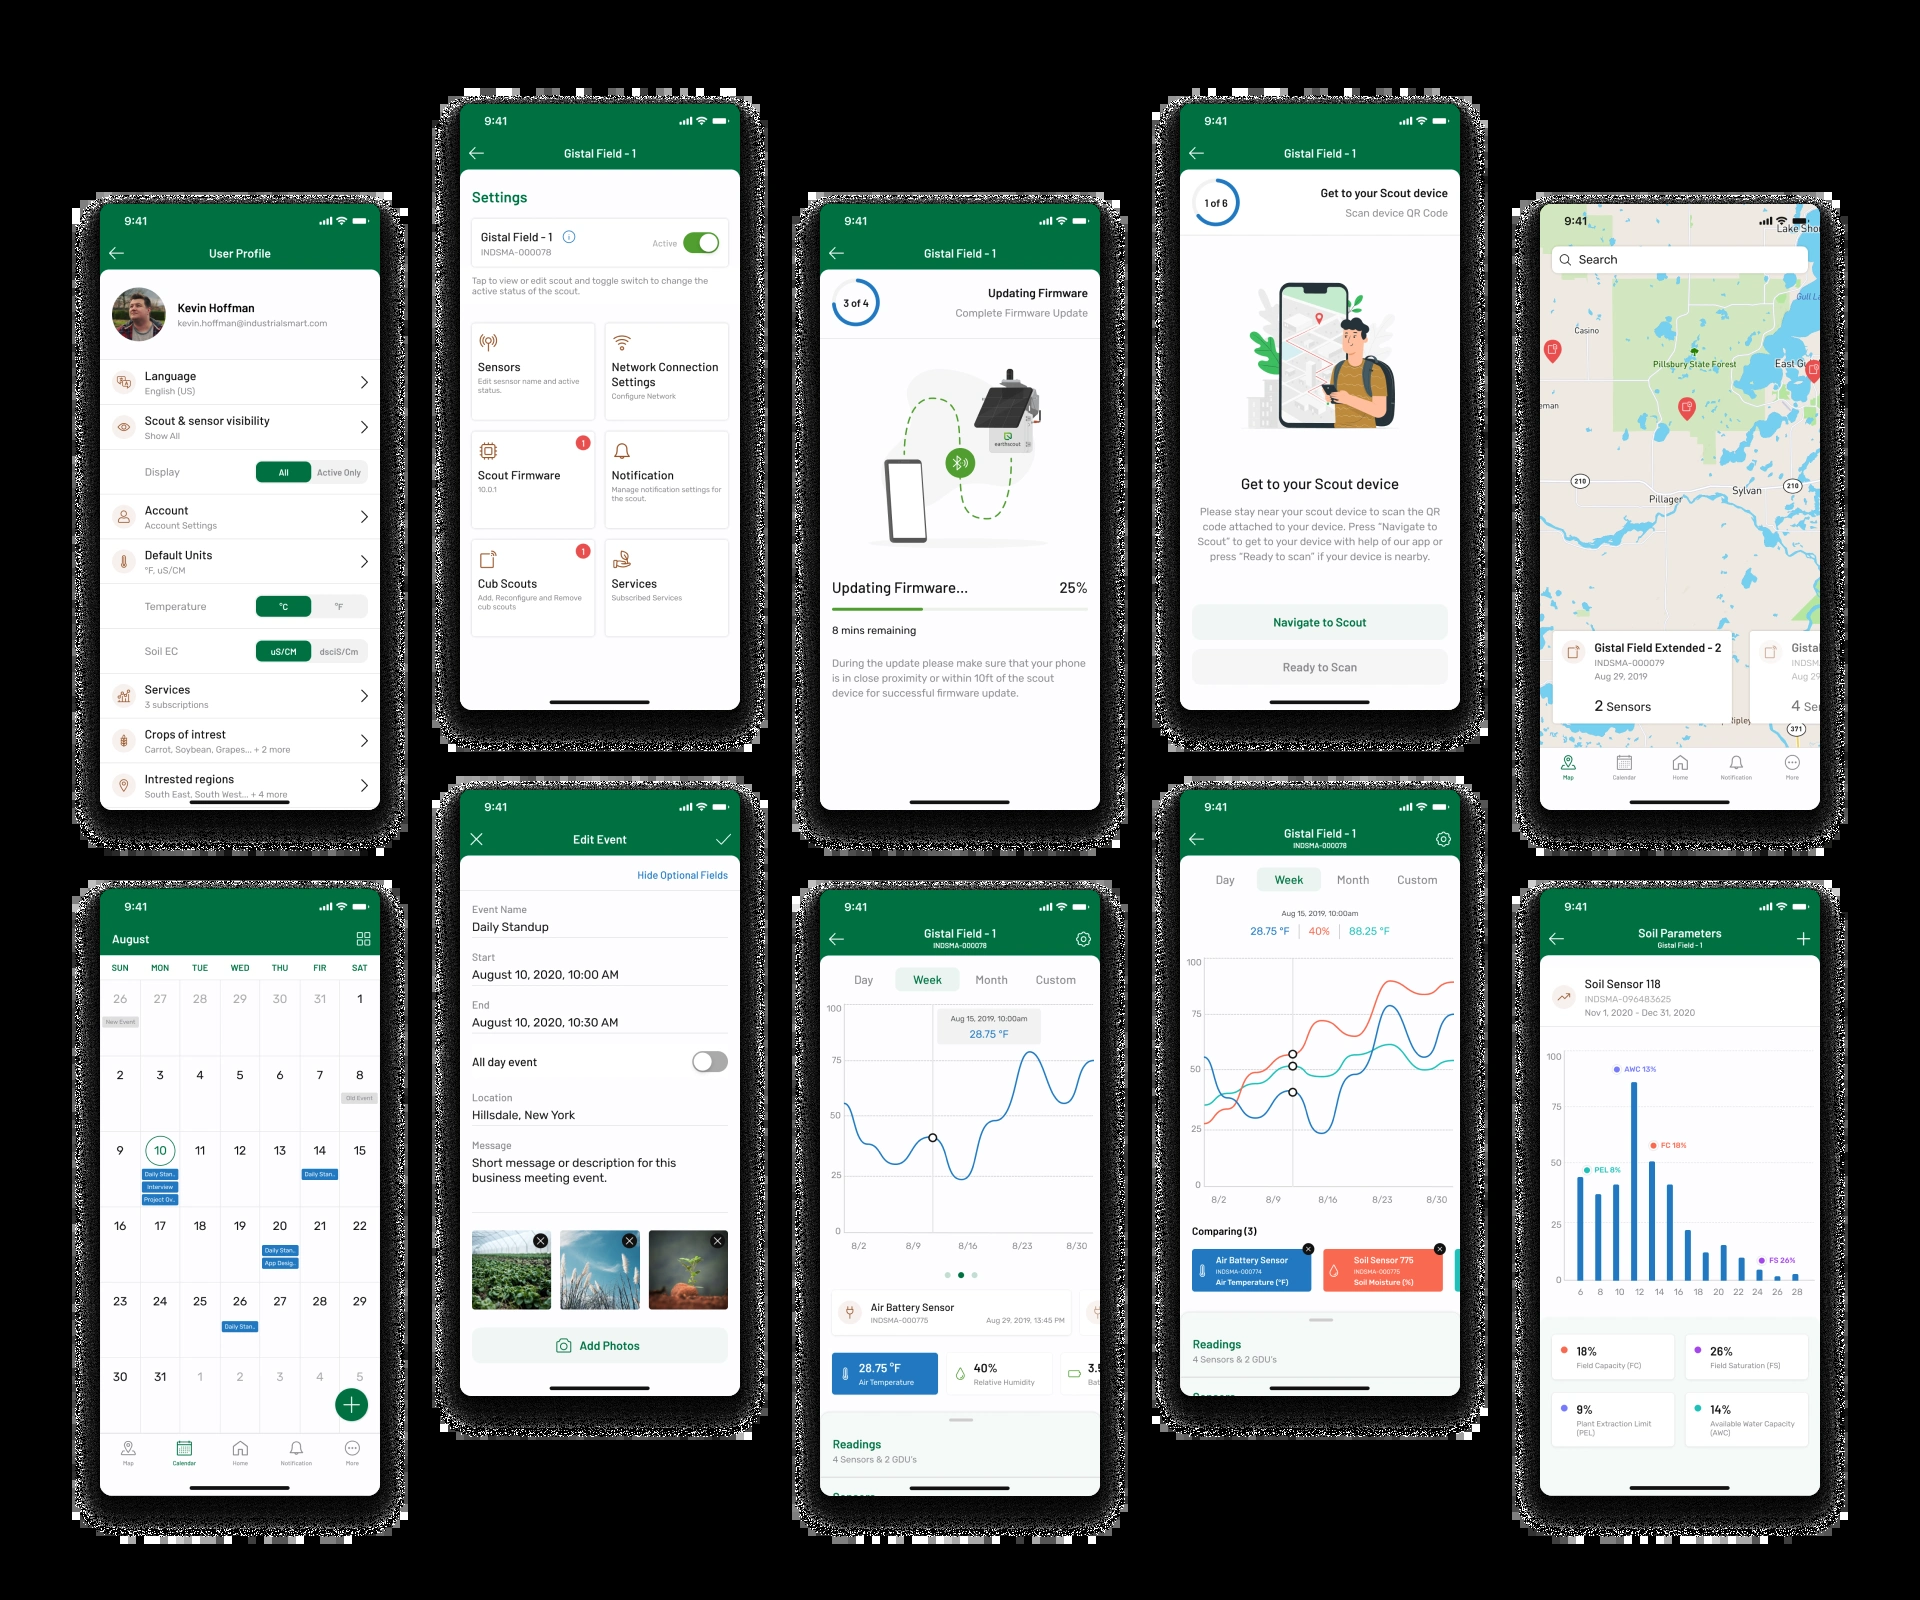 9:41
User Profile
Kevin Hoffman
kevin.hoffman@industrialsmart.com
Language
English (US)
Scout & sensor visibility
Show All
Display
All
Active Only
Account
Account Settings
Default Units
°F, uS/CM
Temperature
°C
°F
Soil EC
uS/CM
dsciS/Cm
Services
3 subscriptions
Crops of intrest
Carrot, Soybean, Grapes... + 2 more
Intrested regions
South East, South West... + 4 more
9:41
Gistal Field - 1
Settings
Gistal Field - 1
INDSMA-000078
Active
Tap to view or edit scout and toggle switch to change the
active status of the scout.
Sensors
Edit sesnsor name and active
status.
Network Connection
Settings
Configure Network
Scout Firmware
10.0.1
1
Notification
Manage notification settings for
the scout.
Cub Scouts
Add, Reconfigure and Remove
cub scouts
1
Services
Subscribed Services
9:41
Gistal Field - 1
3 of 4
Updating Firmware
Complete Firmware Update
earthscout
Updating Firmware...
25%
8 mins remaining
During the update please make sure that your phone
is in close proximity or within 10ft of the scout
device for successful firmware update.
9:41
Gistal Field - 1
1 of 6
Get to your Scout device
Scan device QR Code
Get to your Scout device
Please stay near your scout device to scan the QR
code attached to your device. Press "Navigate to
Scout" to get to your device with help of our app or
press "Ready to scan" if your device is nearby.
Navigate to Scout
Ready to Scan
9:41
Lake Shor
Search
Gull La
Casino
Pillsbury State Forest
East Gu
eman
210
Pillager
Sylvan
210
Gistal Field Extended - 2
INDSMA-000079
Aug 29, 2019
2 Sensors
Gistal
INDSM
Aug 29
4 Sen
Ripley
371
Map
Calendar
Home
Notification
More
9:41
August
SUN MON TUE WED THU FIR SAT
26 27 28 29 30 31 1
New Event
2 3 4 5 6 7 8
Old Event
9 10 11 12 13 14 15
Daily Stan..
Daily Stan..
Interview
Project Ov..
16 17 18 19 20 21 22
Daily Stan..
App Desig..
23 24 25 26 27 28 29
Daily Stan..
30 31 1 2 3 4 5
Map
Calendar
Home
Notification
More
9:41
Edit Event
Hide Optional Fields
Event Name
Daily Standup
Start
August 10, 2020, 10:00 AM
End
August 10, 2020, 10:30 AM
All day event
Location
Hillsdale, New York
Message
Short message or description for this
business meeting event.
Add Photos
9:41
Gistal Field - 1
INDSMA-000078
Day
Week
Month
Custom
100
Aug 15, 2019, 10:00am
28.75 °F
75
50
25
0
8/2 8/9 8/16 8/23 8/30
Air Battery Sensor
INDSMA-000775
Aug 29, 2019, 13:45 PM
28.75 °F
Air Temperature
40%
Relative Humidity
3.5
Bat
Readings
4 Sensors & 2 GDU's
Sensors
9:41
Gistal Field - 1
INDSMA-000078
Day
Week
Month
Custom
Aug 15, 2019, 10:00am
28.75 °F
40%
88.25 °F
100
75
50
25
0
8/2 8/9 8/16 8/23 8/30
Comparing (3)
Air Battery Sensor
INDSMA-000774
Air Temperature (°F)
Soil Sensor 775
INDSMA-000775
Soil Moisture (%)
Readings
4 Sensors & 2 GDU's
Sensors
9:41
Soil Parameters
Gistal Field - 1
Soil Sensor 118
INDSMA-096483625
Nov 1, 2020 - Dec 31, 2020
100
AWC 13%
75
FC 18%
50
PEL 8%
25
FS 26%
0
6 8 10 12 14 16 18 20 22 24 26 28
18%
Field Capacity (FC)
26%
Field Saturation (FS)
9%
Plant Extraction Limit
(PEL)
14%
Available Water Capacity
(AWC)